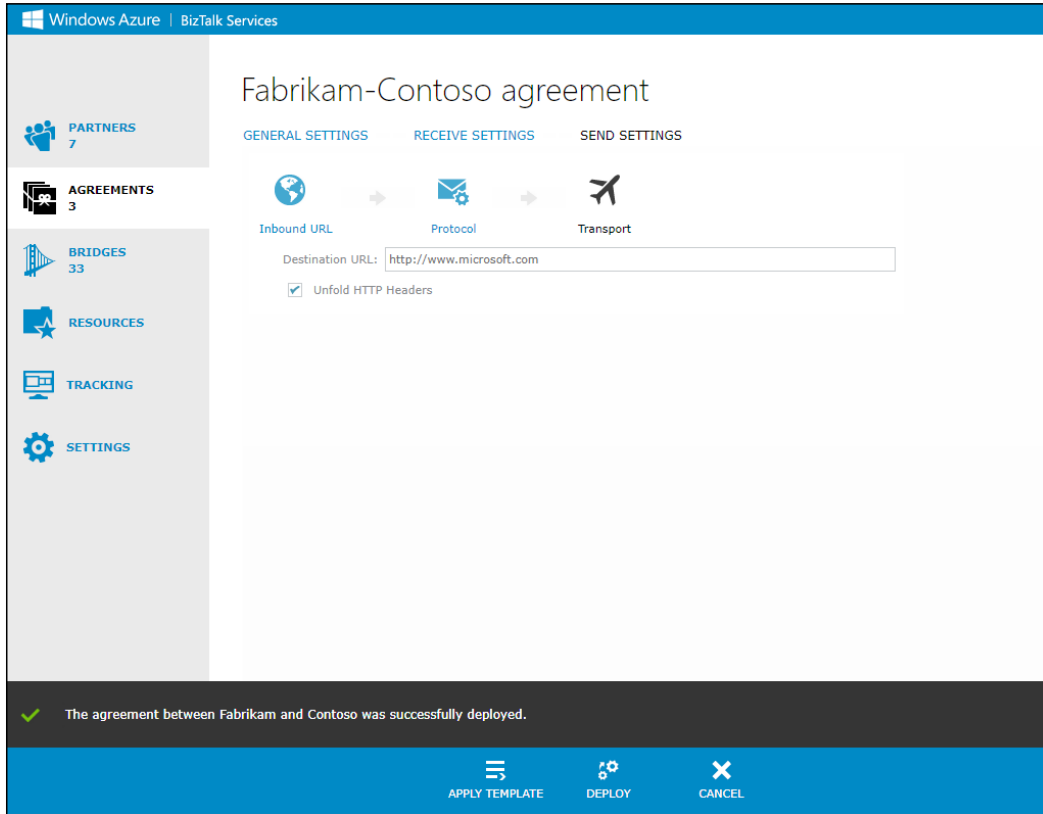 Windows Azure | BizTalk Services
Fabrikam-Contoso agreement
PARTNERS
7
AGREEMENTS
3
BRIDGES
33
RESOURCES
TRACKING
SETTINGS
GENERAL SETTINGS RECEIVE SETTINGS SEND SETTINGS
Inbound URL Protocol Transport
Destination URL: http://www.microsoft.com
Unfold HTTP Headers
The agreement between Fabrikam and Contoso was successfully deployed.
APPLY TEMPLATE DEPLOY CANCEL